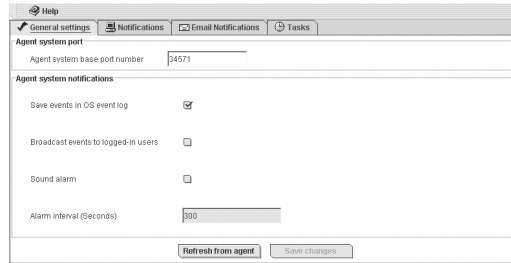 Help
General settings
Notifications
Email Notifications
Tasks
Agent system port
Agent system base port number
34571
Agent system notifications
Save events in OS event log
Broadcast events to logged-in users
Sound alarm
Alarm interval (Seconds)
300
Refresh from agent
Save changes